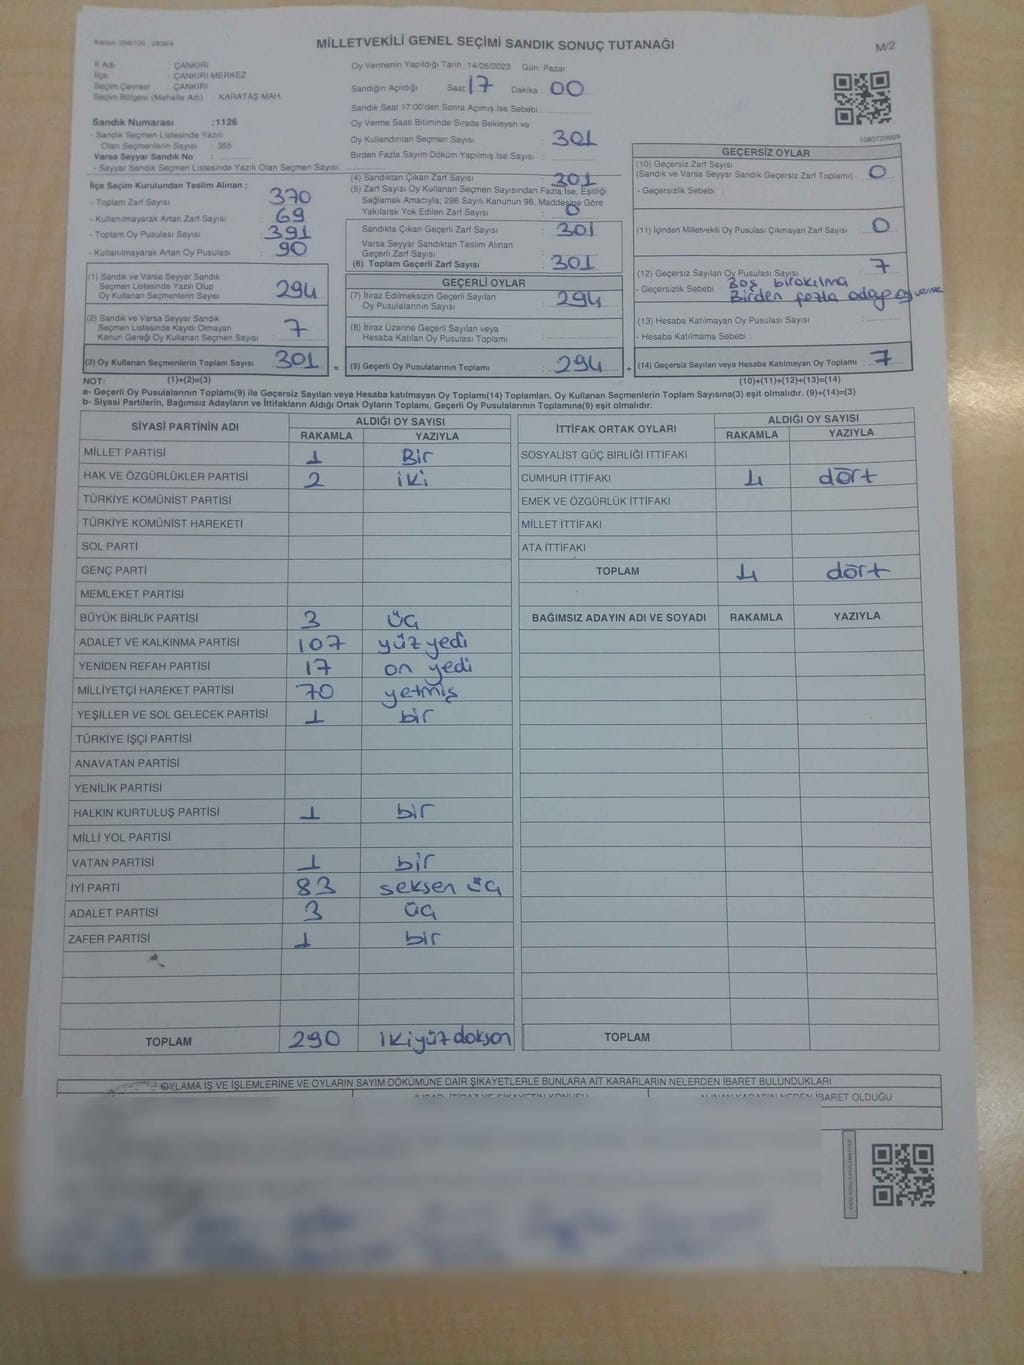 MİLLETVEKİLİ GENEL SEÇİMİ SANDIK SONUÇ TUTANAĞI
M/2
İl Adı : ÇANKIRI
İlçe : ÇANKIRI MERKEZ
Seçim Çevresi : ÇANKIRI
Seçim Bölgesi (Mahalle Adı) : KARATAŞ MAH.
Sandık Numarası :1126
- Sandık Seçmen Listesinde Yazılı
Olan Seçmenlerin Sayısı : 355
Varsa Seyyar Sandık No :
- Seyyar Sandık Seçmen Listesinde Yazılı Olan Seçmen Sayısı:
İlçe Seçim Kurulundan Teslim Alınan :
- Toplam Zarf Sayısı : 370
- Kullanılmayarak Artan Zarf Sayısı : 69
- Toplam Oy Pusulası Sayısı : 391
- Kullanılmayarak Artan Oy Pusulası : 90
(1) Sandık ve Varsa Seyyar Sandık
Seçmen Listesinde Yazılı Olup
Oy Kullanan Seçmenlerin Sayısı : 294
(2) Sandık ve Varsa Seyyar Sandık
Seçmen Listesinde Kayıtlı Olmayan
Kanun Gereği Oy Kullanan Seçmen Sayısı : 7
(3) Oy Kullanan Seçmenlerin Toplam Sayısı : 301
Oy Vermenin Yapıldığı Tarih :14/05/2023 Gün: Pazar
Sandığın Açıldığı Saat: 17 Dakika : 00
Sandık Saat 17:00'den Sonra Açımış İse Sebebi :
Oy Verme Saati Bitiminde Sırada Bekleyen ve
Oy Kullandırılan Seçmen Sayısı : 301
Birden Fazla Sayım Döküm Yapılmış İse Sayısı :
(4) Sandıktan Çıkan Zarf Sayısı : 301
(5) Zarf Sayısı Oy Kullanan Seçmen Sayısından Fazla İse, Eşitliği
Sağlamak Amacıyla; 298 Sayılı Kanunun 98. Maddesine Göre
Yakılarak Yok Edilen Zarf Sayısı : 0
Sandıkta Çıkan Geçerli Zarf Sayısı : 301
Varsa Seyyar Sandıktan Teslim Alınan
Geçerli Zarf Sayısı :
(6) Toplam Geçerli Zarf Sayısı : 301
GEÇERLİ OYLAR
(7) İtiraz Edilmeksizin Geçerli Sayılan
Oy Pusulalarının Sayısı : 294
(8) İtiraz Üzerine Geçerli Sayılan veya
Hesaba Katılan Oy Pusulası Toplamı :
= (9) Geçerli Oy Pusulalarının Toplamı : 294 +
1083720909
GEÇERSİZ OYLAR
(10) Geçersiz Zarf Sayısı
(Sandık ve Varsa Seyyar Sandık Geçersiz Zarf Toplamı) : 0
- Geçersizlik Sebebi :
(11) İçinden Milletvekili Oy Pusulası Çıkmayan Zarf Sayısı : 0
(12) Geçersiz Sayılan Oy Pusulası Sayısı : 7
- Geçersizlik Sebebi : Boş bırakılma
Birden fazla
(13) Hesaba Katılmayan Oy Pusulası Sayısı :
- Hesaba Katılmama Sebebi :
(14) Geçersiz Sayılan veya Hesaba Katılmayan Oy Toplamı : 7
NOT: (1)+(2)=(3) (10)+(11)+(12)+(13)=(14)
a- Geçerli Oy Pusulalarının Toplamı(9) ile Geçersiz Sayılan veya Hesaba katılmayan Oy Toplamı(14) Toplamları, Oy Kullanan Seçmenlerin Toplam Sayısına(3) eşit olmalıdır. (9)+(14)=(3)
b- Siyasi Partilerin, Bağımsız Adayların ve İttifakların Aldığı Ortak Oyların Toplamı, Geçerli Oy Pusulalarının Toplamına(9) eşit olmalıdır.
SİYASİ PARTİNİN ADI ALDIĞI OY SAYISI
RAKAMLA YAZIYLA
MİLLET PARTİSİ 1 Bir
HAK VE ÖZGÜRLÜKLER PARTİSİ 2 iki
TÜRKİYE KOMÜNİST PARTİSİ
TÜRKİYE KOMÜNİST HAREKETİ
SOL PARTİ
GENÇ PARTİ
MEMLEKET PARTİSİ
BÜYÜK BİRLİK PARTİSİ 3 üç
ADALET VE KALKINMA PARTİSİ 107 yüz yedi
YENİDEN REFAH PARTİSİ 17 on yedi
MİLLİYETÇİ HAREKET PARTİSİ 70 yetmiş
YEŞİLLER VE SOL GELECEK PARTİSİ 1 bir
TÜRKİYE İŞÇİ PARTİSİ
ANAVATAN PARTİSİ
YENİLİK PARTİSİ
HALKIN KURTULUŞ PARTİSİ 1 bir
MİLLİ YOL PARTİSİ
VATAN PARTİSİ 1 bir
İYİ PARTİ 83 seksen üç
ADALET PARTİSİ 3 üç
ZAFER PARTİSİ 1 bir
TOPLAM 290 ikiyüz doksan
İTTİFAK ORTAK OYLARI ALDIĞI OY SAYISI
RAKAMLA YAZIYLA
SOSYALİST GÜÇ BİRLİĞİ İTTİFAKI
CUMHUR İTTİFAKI 4 dört
EMEK VE ÖZGÜRLÜK İTTİFAKI
MİLLET İTTİFAKI
ATA İTTİFAKI
TOPLAM 4 dört
BAĞIMSIZ ADAYIN ADI VE SOYADI RAKAMLA YAZIYLA
TOPLAM
OYLAMA İŞ VE İŞLEMLERİNE VE OYLARIN SAYIM DÖKÜMÜNE DAİR ŞİKAYETLERLE BUNLARA AİT KARARLARIN NELERDEN İBARET BULUNDUKLARI
İHBAR, İTİRAZ VE ŞİKAYETİN KONUSU ALINAN KARARIN NEDEN İBARET OLDUĞU